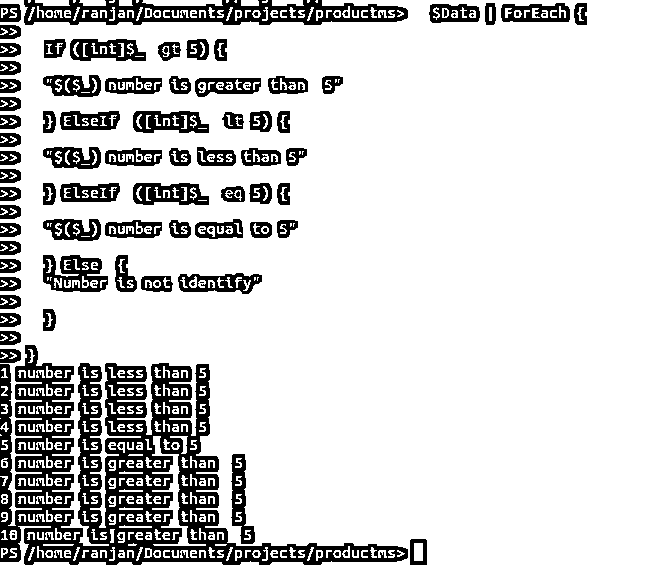 PS /home/ranjan/Documents/projects/productms>   $Data | ForEach {
>>
>>   If ([int]$_  gt 5) {
>>
>>   "$($_) number is greater than  5"
>>
>>   } ElseIf  ([int]$_  lt 5) {
>>
>>   "$($_) number is less than 5"
>>
>>   } ElseIf  ([int]$_  eq 5) {
>>
>>   "$($_) number is equal to 5"
>>
>>   } Else  {
>>   "Number is not identify"
>>
>>   }
>>
>> }
1 number is less than 5
2 number is less than 5
3 number is less than 5
4 number is less than 5
5 number is equal to 5
6 number is greater than  5
7 number is greater than  5
8 number is greater than  5
9 number is greater than  5
10 number is greater than  5
PS /home/ranjan/Documents/projects/productms>